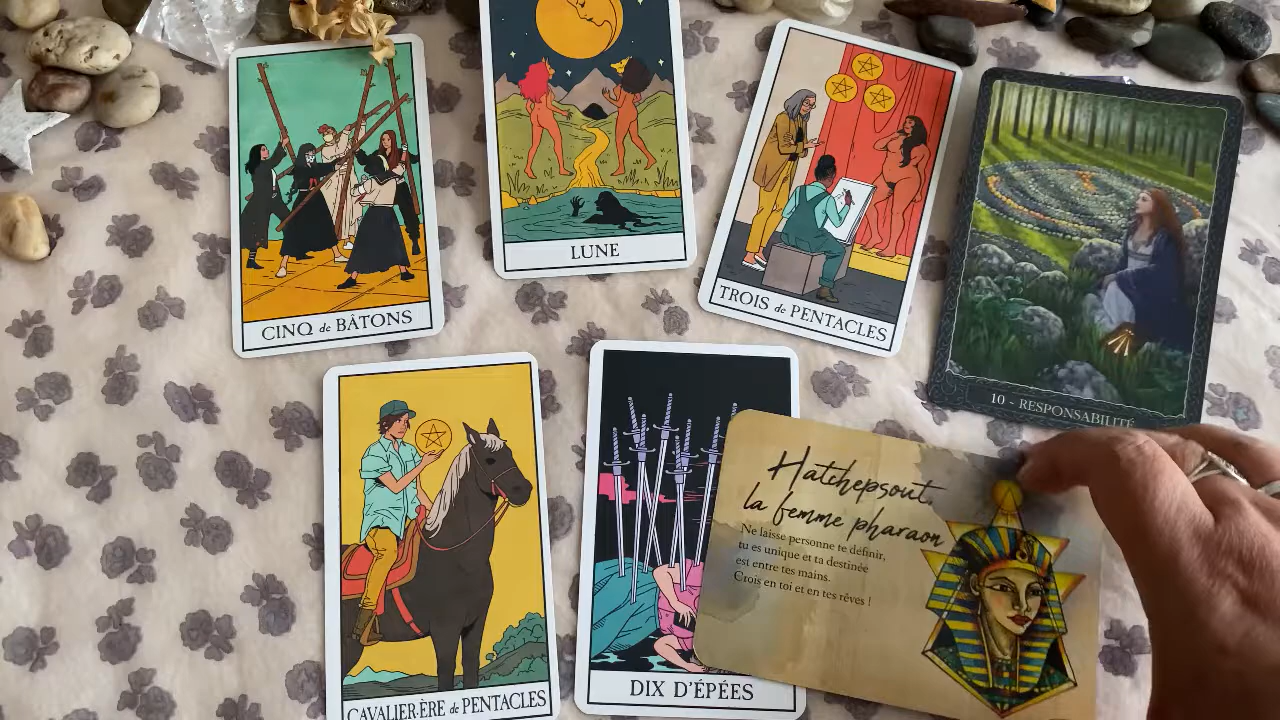 CINQ de BÂTONS
LUNE
TROIS de PENTACLES
10 - RESPONSABILITÉ
CAVALIER·ÈRE de PENTACLES
DIX D'ÉPÉES
Hatchepsout,
la femme pharaon
Ne laisse personne te définir,
tu es unique et ta destinée
est entre tes mains.
Crois en toi et en tes rêves !